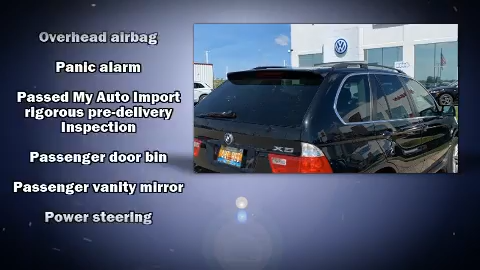 Overhead airbag
Panic alarm
Passed My Auto Import
rigorous pre-delivery
inspection
Passenger door bin
Passenger vanity mirror
Power steering
X5